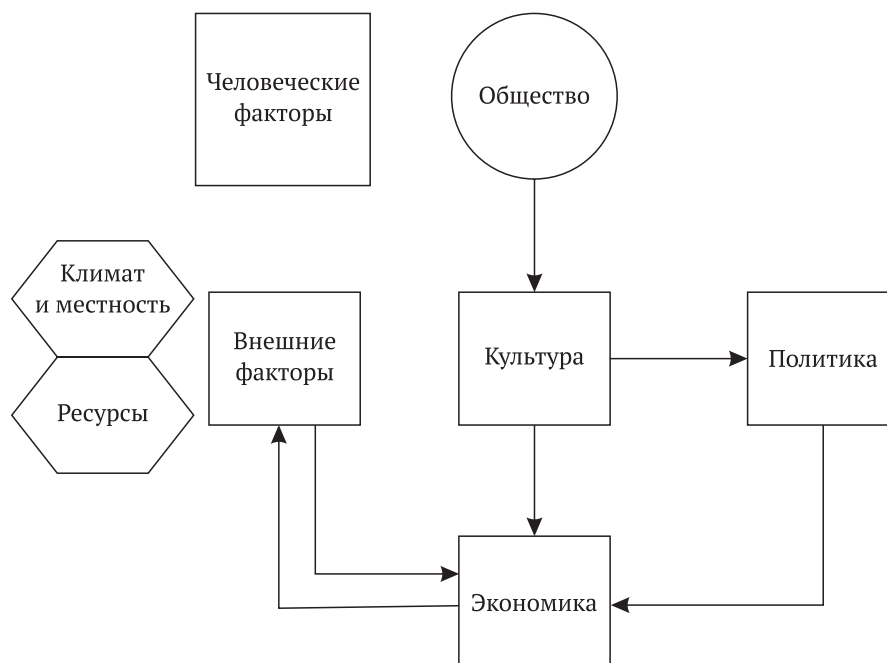 Человеческие
факторы
Общество
Климат
и местность
Ресурсы
Внешние
факторы
Культура
Политика
Экономика